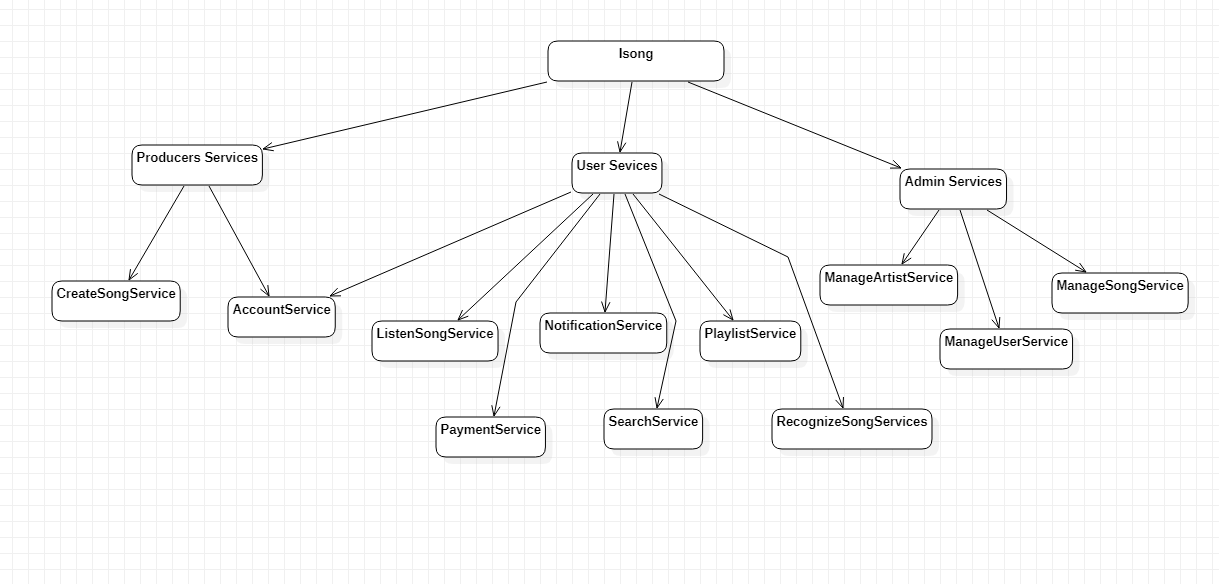 Isong
Producers Services
User Sevices
Admin Services
CreateSongService
AccountService
ListenSongService
NotificationService
PlaylistService
ManageArtistService
ManageSongService
ManageUserService
PaymentService
SearchService
RecognizeSongServices